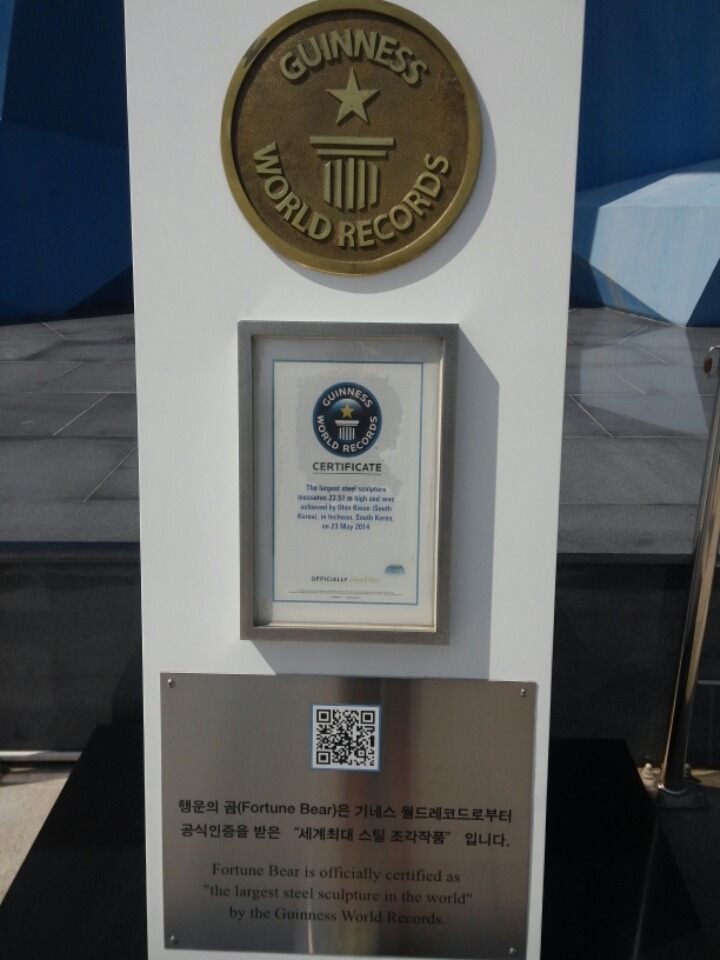 GUINNESS
WORLD RECORDS
GUINNESS
WORLD RECORDS
CERTIFICATE
The largest steel sculpture
measures 23.57 m high and was
achieved by Ohin Kwon (South
Korea), in Incheon, South Korea,
on 23 May 2014
OFFICIALLY AMAZING
행운의 곰(Fortune Bear)은 기네스 월드레코드로부터
공식인증을 받은 "세계최대 스틸 조각작품" 입니다.
Fortune Bear is officially certified as
"the largest steel sculpture in the world"
by the Guinness World Records.